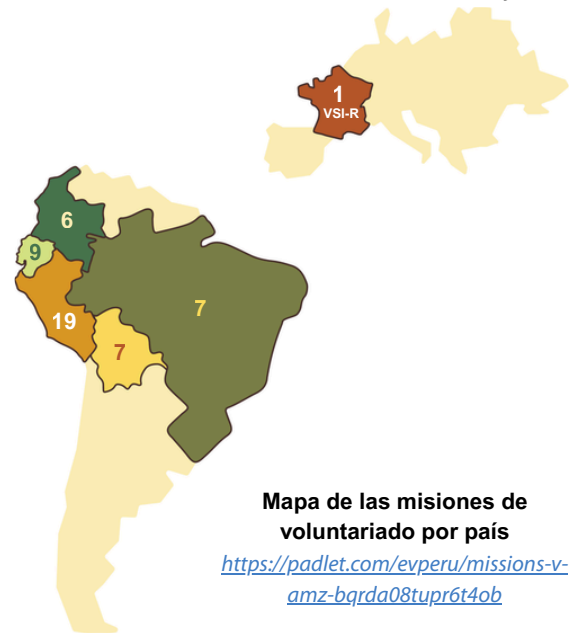 1
VSI-R
6
9
7
19
7
Mapa de las misiones de
voluntariado por país
https://padlet.com/evperu/missions-v-
amz-bqrda08tupr6t4ob